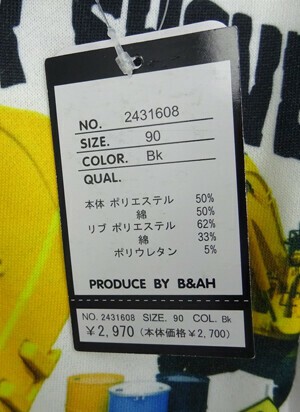 NO. 2431608
SIZE. 90
COLOR. Bk
QUAL.
本体 ポリエステル 50%
綿 50%
リブ ポリエステル 62%
綿 33%
ポリウレタン 5%
PRODUCE BY B&AH
NO. 2431608 SIZE. 90 COL. Bk
¥2,970 (本体価格¥2,700)